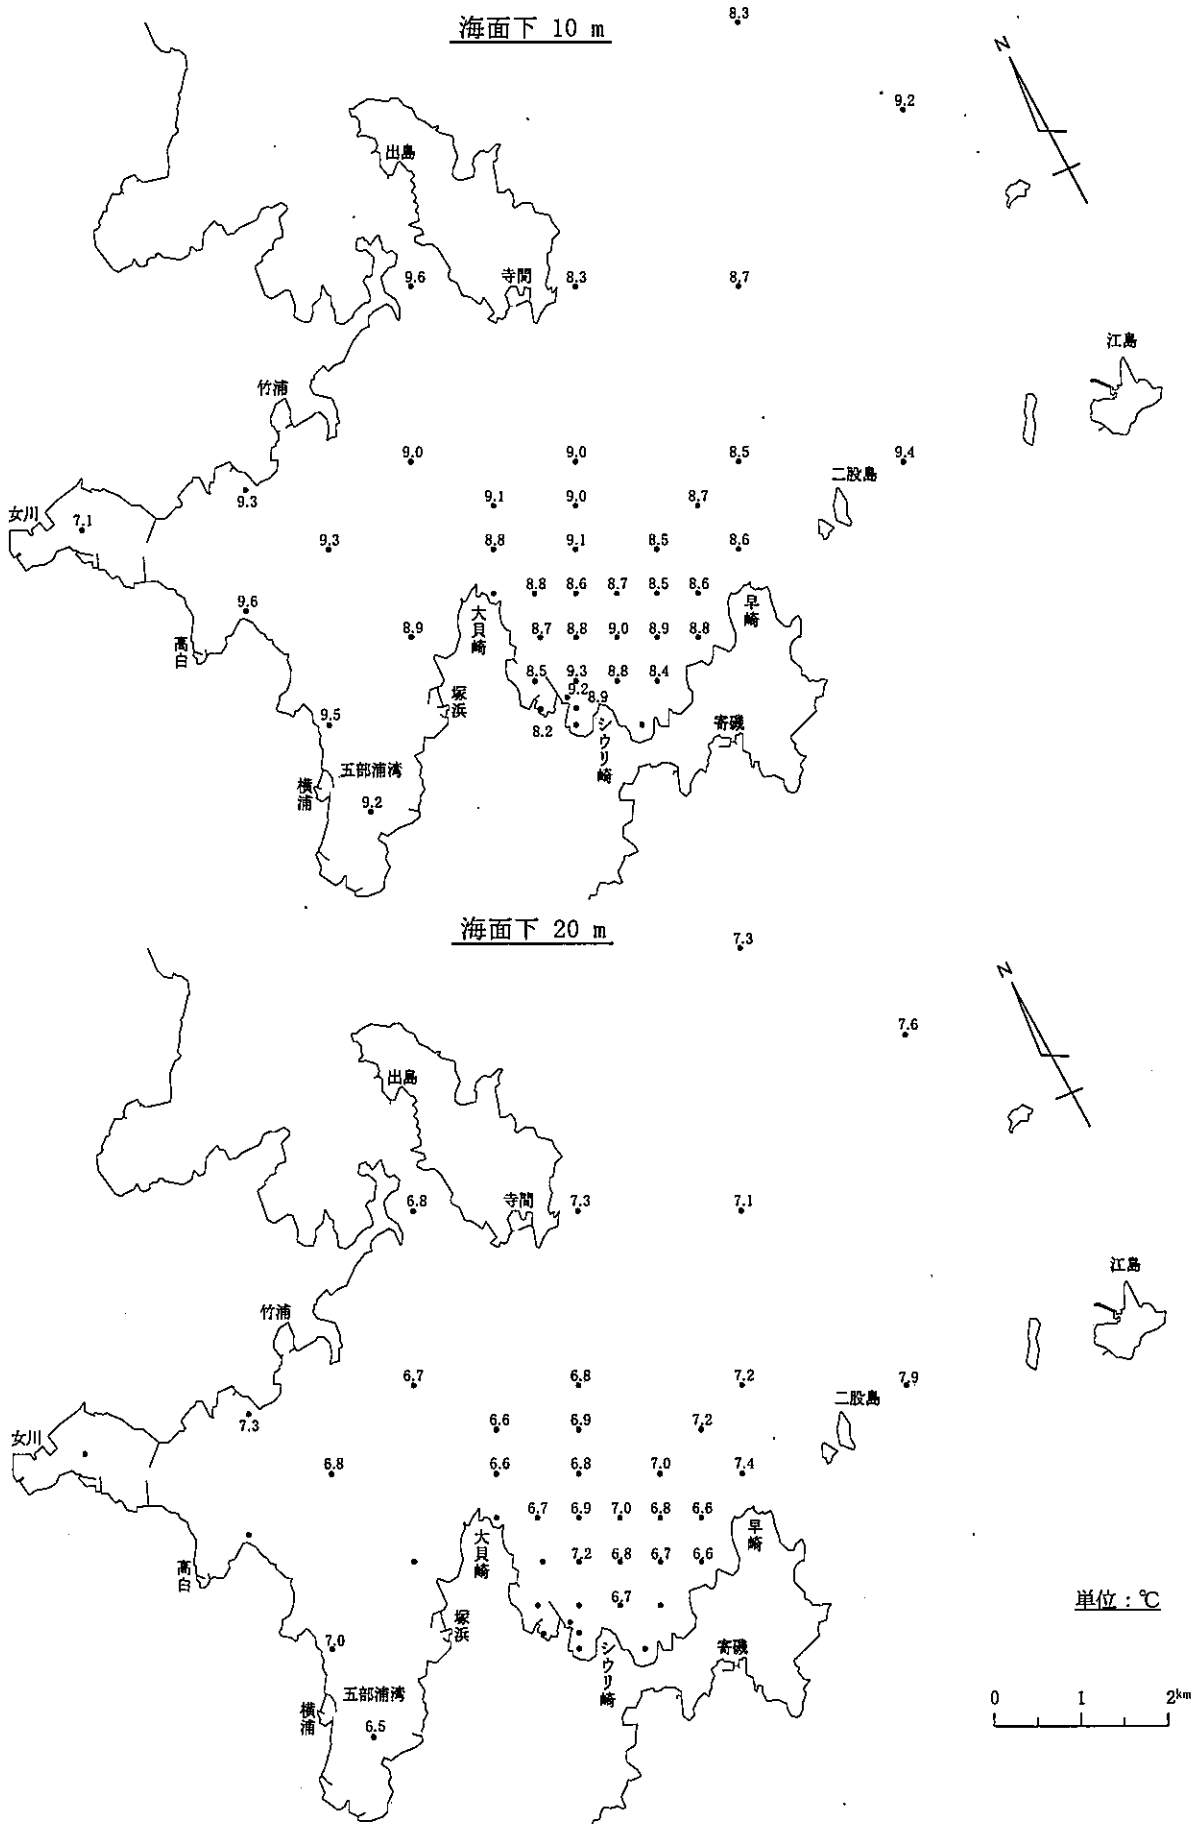 海面下 10 m
8.3
N
9.2
出島
9.6
寺間
8.3
8.7
江島
竹浦
9.0
9.0
8.5
9.4
二股島
9.3
9.1
9.0
8.7
女川
7.1
9.3
8.8
9.1
8.5
8.6
8.8
8.6
8.7
8.5
8.6
早崎
9.6
大貝崎
高白
8.9
8.7
8.8
9.0
8.9
8.8
8.5
9.3
8.8
8.4
塚浜
9.2
8.9
9.5
8.2
シウリ崎
寄磯
五部浦湾
横浦
9.2
海面下 20 m
7.3
N
7.6
出島
6.8
寺間
7.3
7.1
江島
竹浦
6.7
6.8
7.2
7.9
二股島
7.3
6.6
6.9
7.2
女川
6.8
6.6
6.8
7.0
7.4
6.7
6.9
7.0
6.8
6.6
早崎
大貝崎
高白
7.2
6.8
6.7
6.6
6.7
単位：℃
塚浜
7.0
シウリ崎
寄磯
五部浦湾
横浦
6.5
0 1 2km